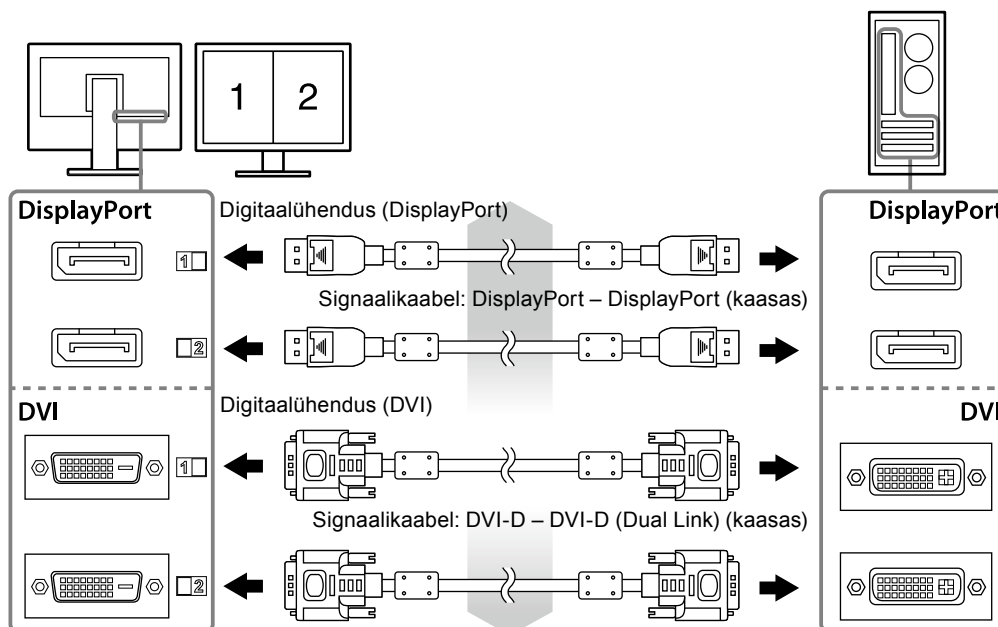 1 2
DisplayPort
Digitaalühendus (DisplayPort)
DisplayPort
1
Signaalikaabel: DisplayPort – DisplayPort (kaasas)
2
DVI
Digitaalühendus (DVI)
DVI
1
Signaalikaabel: DVI-D – DVI-D (Dual Link) (kaasas)
2